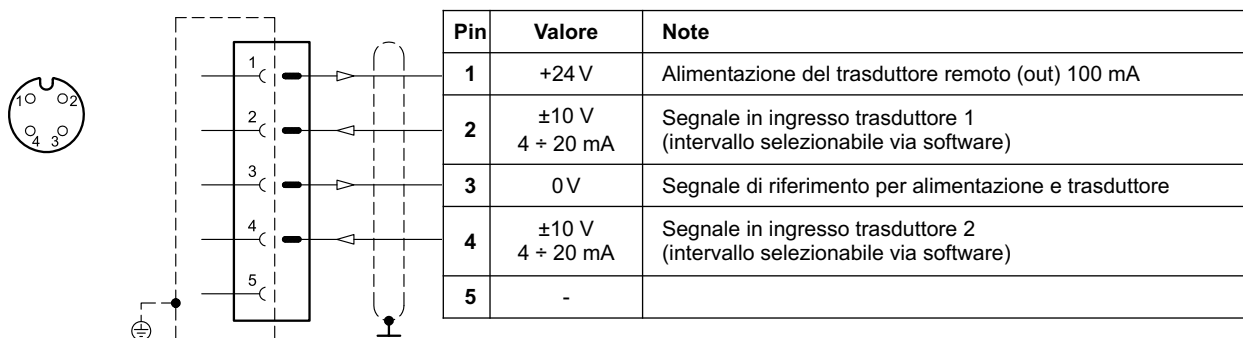 1 2
4 3
1
2
3
4
5
Pin Valore Note
1 +24 V Alimentazione del trasduttore remoto (out) 100 mA
2 ±10 V Segnale in ingresso trasduttore 1
4 ÷ 20 mA (intervallo selezionabile via software)
3 0 V Segnale di riferimento per alimentazione e trasduttore
4 ±10 V Segnale in ingresso trasduttore 2
4 ÷ 20 mA (intervallo selezionabile via software)
5 -